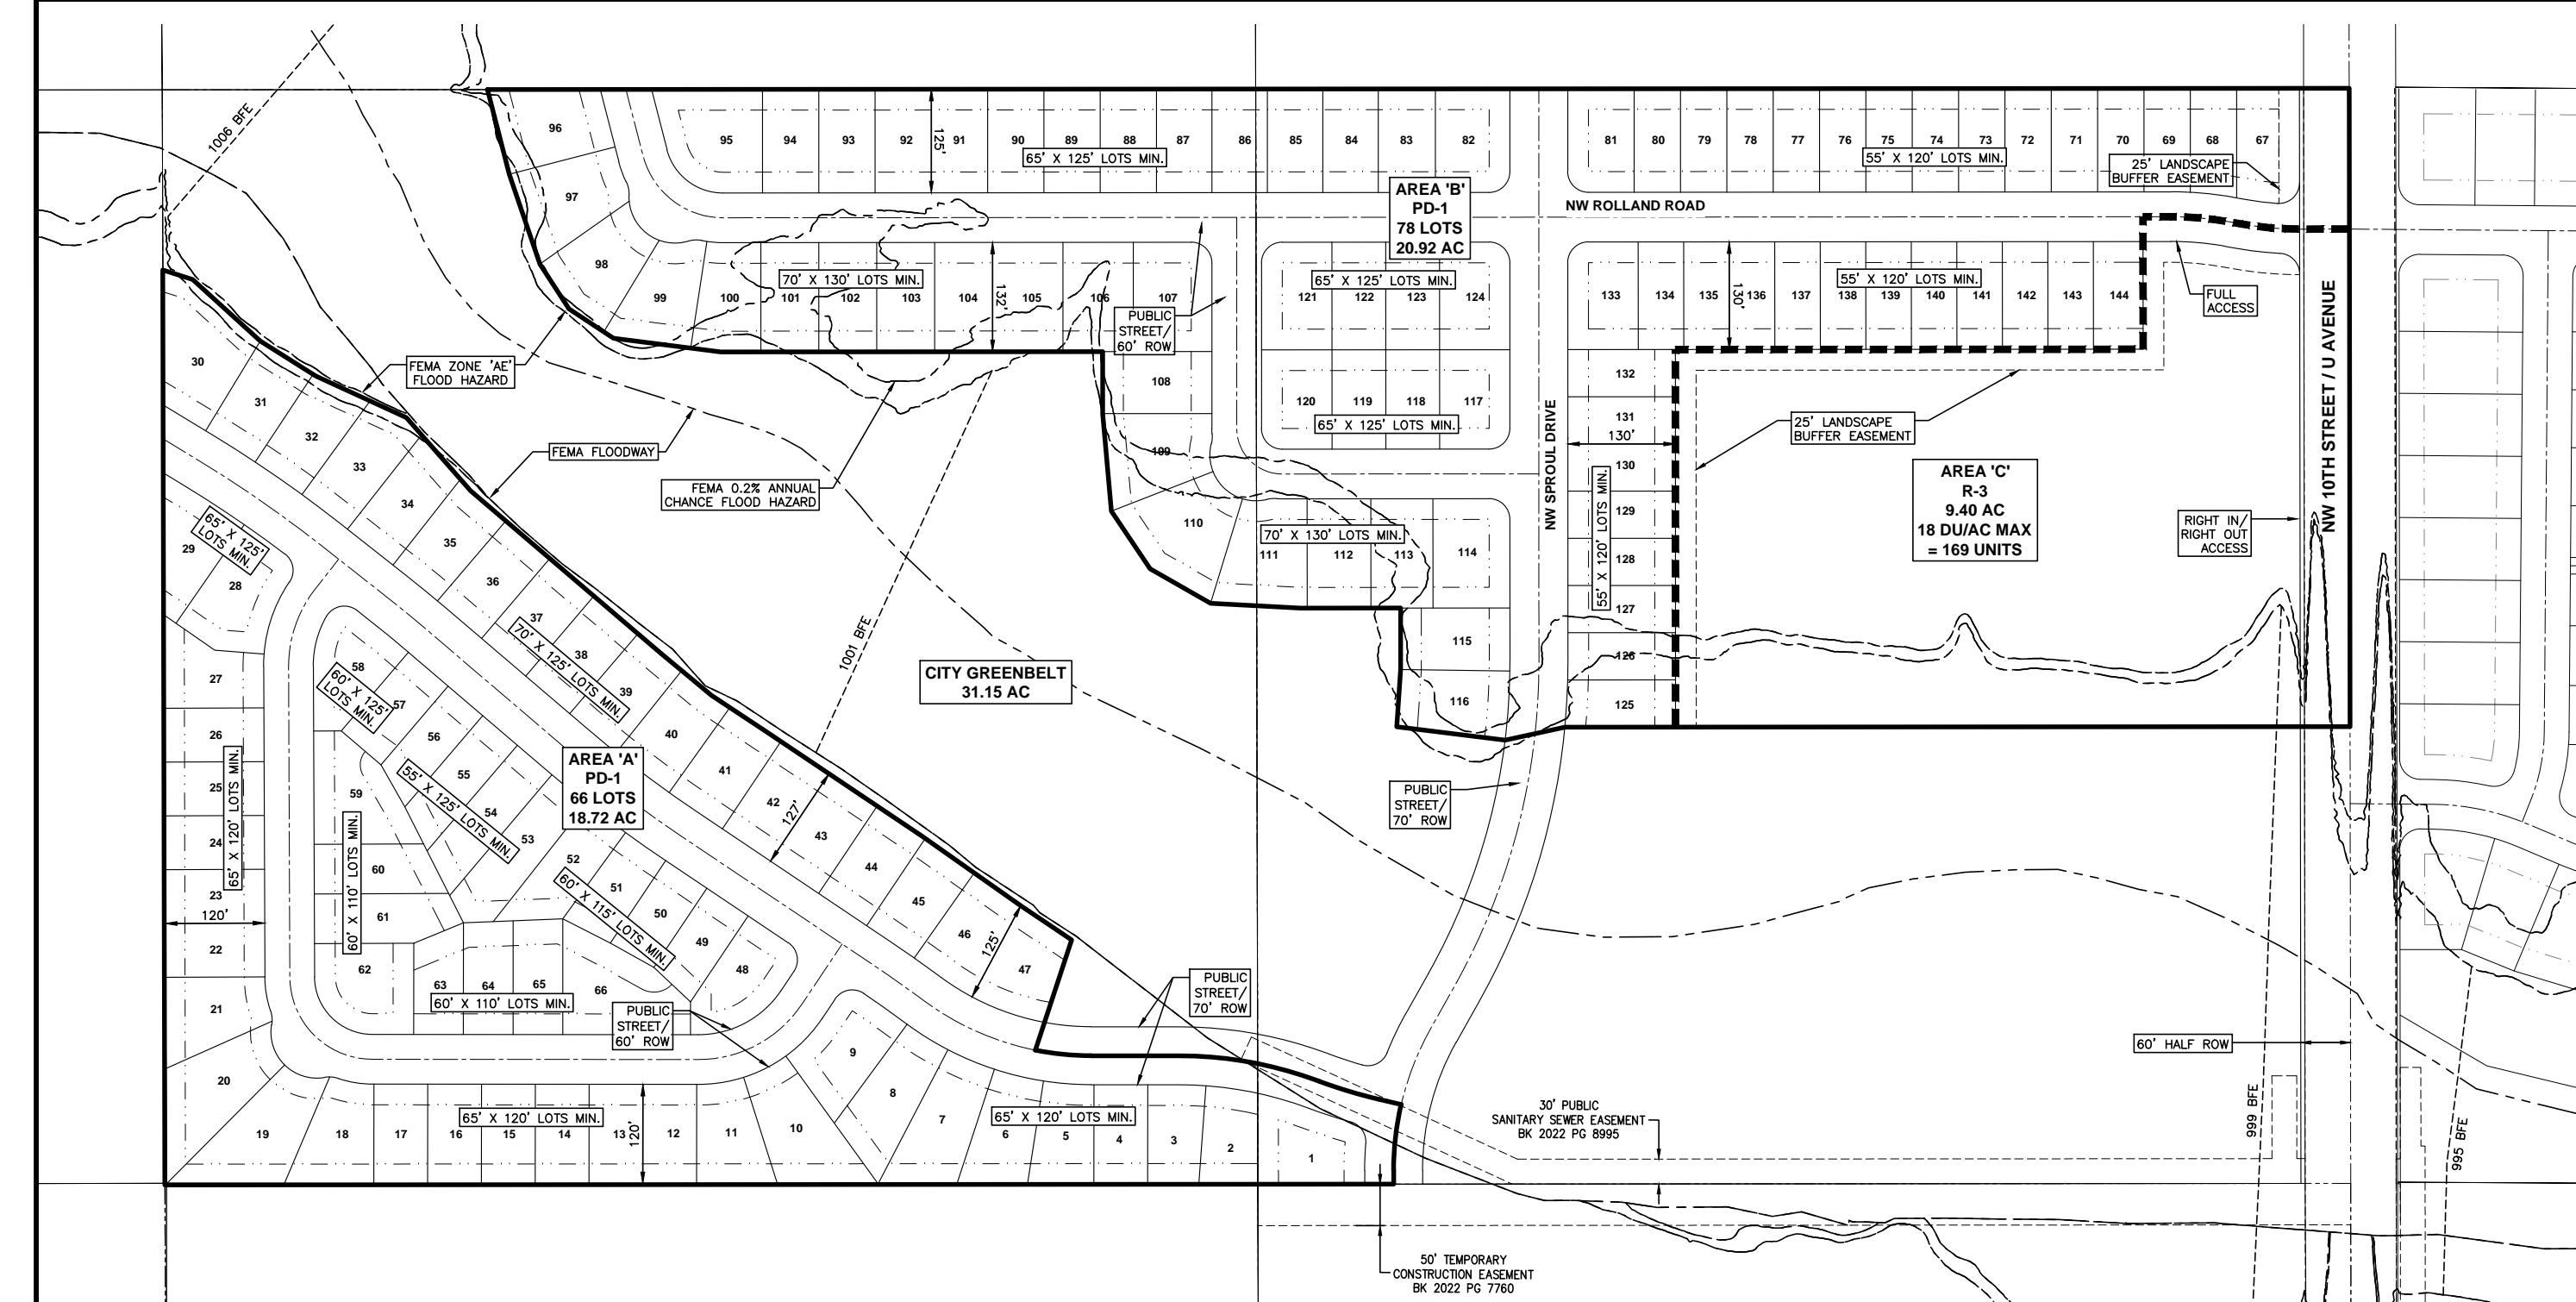 1006 BFE
96
95
94
93
92
91
90
89
88
87
86
85
84
83
82
81
80
79
78
77
76
75
74
73
72
71
70
69
68
67
125'
65' X 125' LOTS MIN.
55' X 120' LOTS MIN.
25' LANDSCAPE
BUFFER EASEMENT
97
AREA 'B'
PD-1
78 LOTS
20.92 AC
NW ROLLAND ROAD
98
99
100
101
102
103
104
105
106
107
70' X 130' LOTS MIN.
132'
PUBLIC
STREET/
60' ROW
65' X 125' LOTS MIN.
121
122
123
124
133
134
135
136
137
138
139
140
141
142
143
144
130'
55' X 120' LOTS MIN.
FULL
ACCESS
NW 10TH STREET / U AVENUE
30
31
32
33
34
35
36
37
38
39
40
41
42
43
44
45
46
47
FEMA ZONE 'AE'
FLOOD HAZARD
FEMA FLOODWAY
FEMA 0.2% ANNUAL
CHANCE FLOOD HAZARD
108
109
110
111
112
113
114
115
116
70' X 130' LOTS MIN.
120
119
118
117
65' X 125' LOTS MIN.
NW SPROUL DRIVE
132
131
130'
130
129
128
127
126
125
55' X 120' LOTS MIN.
25' LANDSCAPE
BUFFER EASEMENT
AREA 'C'
R-3
9.40 AC
18 DU/AC MAX
= 169 UNITS
RIGHT IN/
RIGHT OUT
ACCESS
65' X 125'
LOTS MIN.
29
28
27
26
25
24
23
22
21
20
65' X 120' LOTS MIN.
120'
70' X 125' LOTS MIN.
1001 BFE
CITY GREENBELT
31.15 AC
58
57
56
55
54
53
52
51
50
49
48
60' X 125'
LOTS MIN.
55' X 125' LOTS MIN.
60' X 115' LOTS MIN.
AREA 'A'
PD-1
66 LOTS
18.72 AC
127'
125'
59
60
61
62
60' X 110' LOTS MIN.
63
64
65
66
60' X 110' LOTS MIN.
PUBLIC
STREET/
60' ROW
PUBLIC
STREET/
70' ROW
PUBLIC
STREET/
70' ROW
60' HALF ROW
19
18
17
16
15
14
13
12
11
10
9
8
7
6
5
4
3
2
1
65' X 120' LOTS MIN.
120'
65' X 120' LOTS MIN.
30' PUBLIC
SANITARY SEWER EASEMENT
BK 2022 PG 8995
999 BFE
995 BFE
50' TEMPORARY
CONSTRUCTION EASEMENT
BK 2022 PG 7760